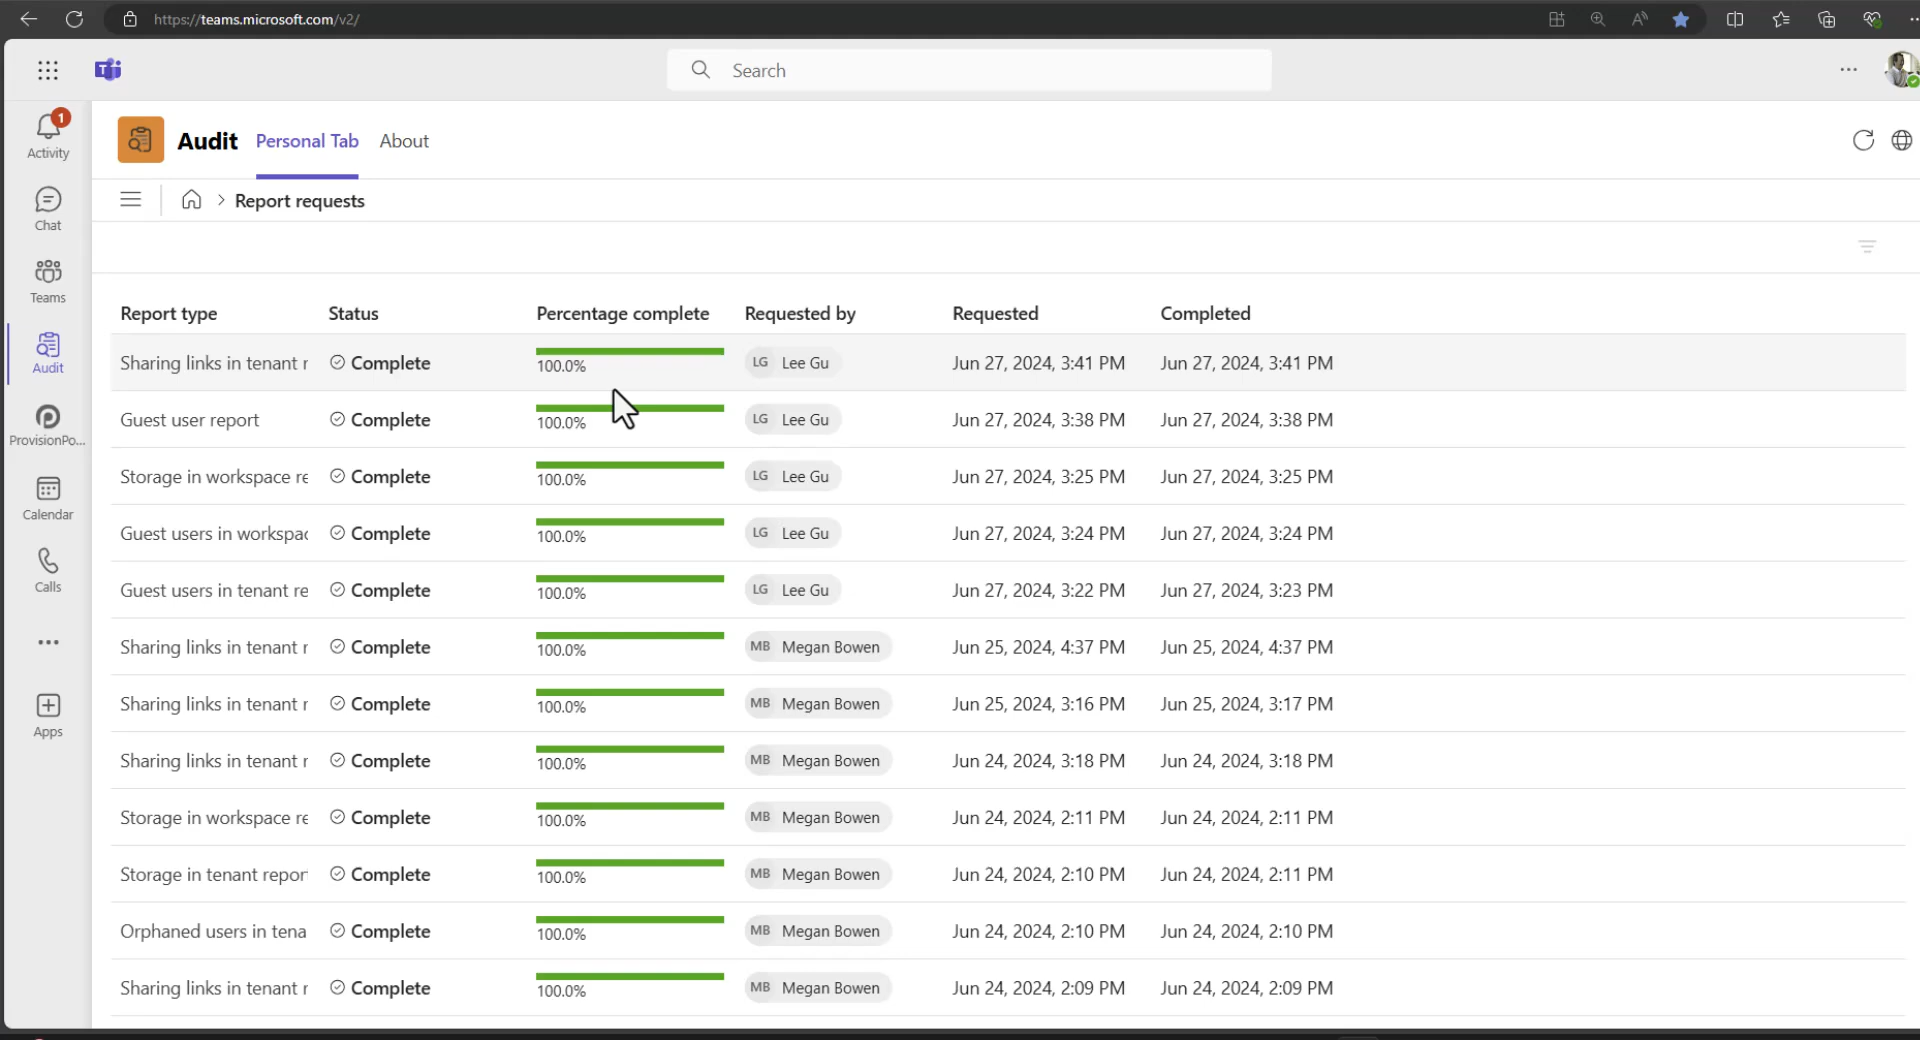 https://teams.microsoft.com/v2/
Search
1
Activity
Chat
Teams
Audit
ProvisionPo...
Calendar
Calls
Apps
Audit Personal Tab About
Report requests
Report type Status Percentage complete Requested by Requested Completed
Sharing links in tenant r Complete 100.0% LG Lee Gu Jun 27, 2024, 3:41 PM Jun 27, 2024, 3:41 PM
Guest user report Complete 100.0% LG Lee Gu Jun 27, 2024, 3:38 PM Jun 27, 2024, 3:38 PM
Storage in workspace re Complete 100.0% LG Lee Gu Jun 27, 2024, 3:25 PM Jun 27, 2024, 3:25 PM
Guest users in workspac Complete 100.0% LG Lee Gu Jun 27, 2024, 3:24 PM Jun 27, 2024, 3:24 PM
Guest users in tenant re Complete 100.0% LG Lee Gu Jun 27, 2024, 3:22 PM Jun 27, 2024, 3:23 PM
Sharing links in tenant r Complete 100.0% MB Megan Bowen Jun 25, 2024, 4:37 PM Jun 25, 2024, 4:37 PM
Sharing links in tenant r Complete 100.0% MB Megan Bowen Jun 25, 2024, 3:16 PM Jun 25, 2024, 3:17 PM
Sharing links in tenant r Complete 100.0% MB Megan Bowen Jun 24, 2024, 3:18 PM Jun 24, 2024, 3:18 PM
Storage in workspace re Complete 100.0% MB Megan Bowen Jun 24, 2024, 2:11 PM Jun 24, 2024, 2:11 PM
Storage in tenant repor Complete 100.0% MB Megan Bowen Jun 24, 2024, 2:10 PM Jun 24, 2024, 2:11 PM
Orphaned users in tena Complete 100.0% MB Megan Bowen Jun 24, 2024, 2:10 PM Jun 24, 2024, 2:10 PM
Sharing links in tenant r Complete 100.0% MB Megan Bowen Jun 24, 2024, 2:09 PM Jun 24, 2024, 2:09 PM